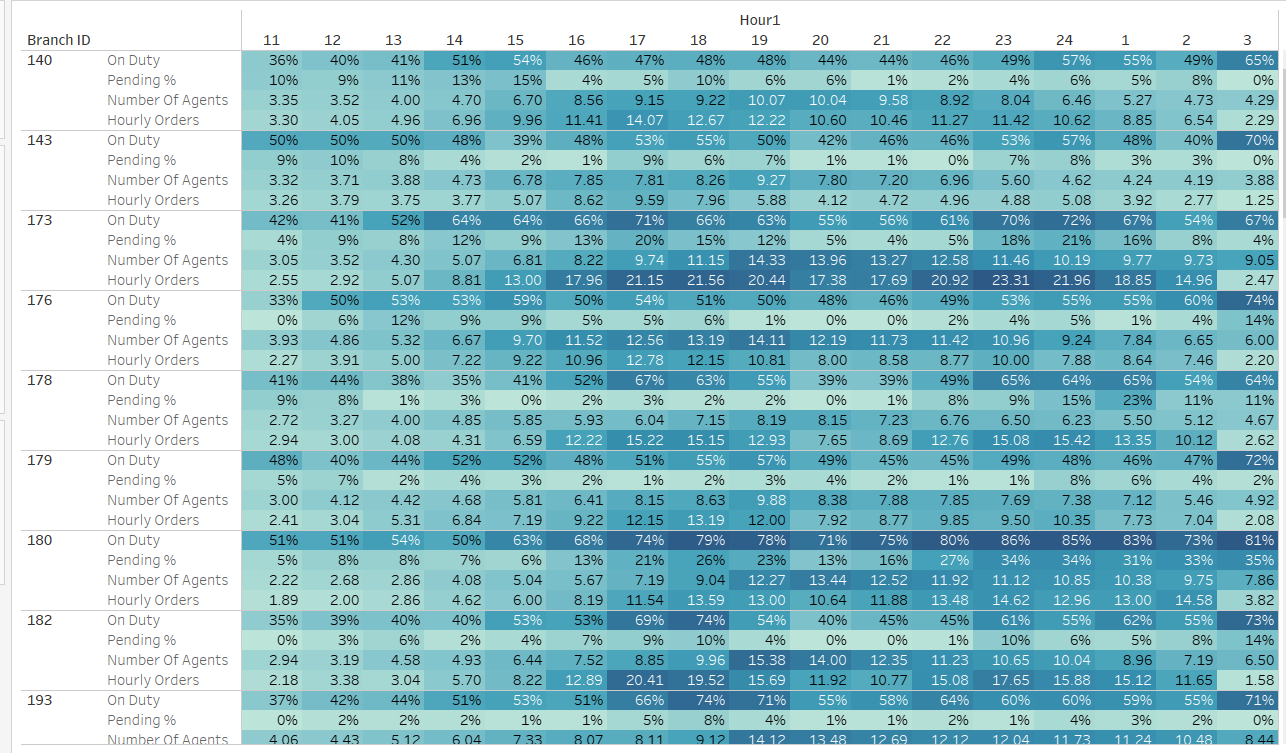 Hour1
Branch ID 11 12 13 14 15 16 17 18 19 20 21 22 23 24 1 2 3
140 On Duty 36% 40% 41% 51% 54% 46% 47% 48% 48% 44% 44% 46% 49% 57% 55% 49% 65%
Pending % 10% 9% 11% 13% 15% 4% 5% 10% 6% 6% 1% 2% 4% 6% 5% 8% 0%
Number Of Agents 3.35 3.52 4.00 4.70 6.70 8.56 9.15 9.22 10.07 10.04 9.58 8.92 8.04 6.46 5.27 4.73 4.29
Hourly Orders 3.30 4.05 4.96 6.96 9.96 11.41 14.07 12.67 12.22 10.60 10.46 11.27 11.42 10.62 8.85 6.54 2.29
143 On Duty 50% 50% 50% 48% 39% 48% 53% 55% 50% 42% 46% 46% 53% 57% 48% 40% 70%
Pending % 9% 10% 8% 4% 2% 1% 9% 6% 7% 1% 1% 0% 7% 8% 3% 3% 0%
Number Of Agents 3.32 3.71 3.88 4.73 6.78 7.85 7.81 8.26 9.27 7.80 7.20 6.96 5.60 4.62 4.24 4.19 3.88
Hourly Orders 3.26 3.79 3.75 3.77 5.07 8.62 9.59 7.96 5.88 4.12 4.72 4.96 4.88 5.08 3.92 2.77 1.25
173 On Duty 42% 41% 52% 64% 64% 66% 71% 66% 63% 55% 56% 61% 70% 72% 67% 54% 67%
Pending % 4% 9% 8% 12% 9% 13% 20% 15% 12% 5% 4% 5% 18% 21% 16% 8% 4%
Number Of Agents 3.05 3.52 4.30 5.07 6.81 8.22 9.74 11.15 14.33 13.96 13.27 12.58 11.46 10.19 9.77 9.73 9.05
Hourly Orders 2.55 2.92 5.07 8.81 13.00 17.96 21.15 21.56 20.44 17.38 17.69 20.92 23.31 21.96 18.85 14.96 2.47
176 On Duty 33% 50% 53% 53% 59% 50% 54% 51% 50% 48% 46% 49% 53% 55% 55% 60% 74%
Pending % 0% 6% 12% 9% 9% 5% 5% 6% 1% 0% 0% 2% 4% 5% 1% 4% 14%
Number Of Agents 3.93 4.86 5.32 6.67 9.70 11.52 12.56 13.19 14.11 12.19 11.73 11.42 10.96 9.24 7.84 6.65 6.00
Hourly Orders 2.27 3.91 5.00 7.22 9.22 10.96 12.78 12.15 10.81 8.00 8.58 8.77 10.00 7.88 8.64 7.46 2.20
178 On Duty 41% 44% 38% 35% 41% 52% 67% 63% 55% 39% 39% 49% 65% 64% 65% 54% 64%
Pending % 9% 8% 1% 3% 0% 2% 3% 2% 2% 0% 1% 8% 9% 15% 23% 11% 11%
Number Of Agents 2.72 3.27 4.00 4.85 5.85 5.93 6.04 7.15 8.19 8.15 7.23 6.76 6.50 6.23 5.50 5.12 4.67
Hourly Orders 2.94 3.00 4.08 4.31 6.59 12.22 15.22 15.15 12.93 7.65 8.69 12.76 15.08 15.42 13.35 10.12 2.62
179 On Duty 48% 40% 44% 52% 52% 48% 51% 55% 57% 49% 45% 45% 49% 48% 46% 47% 72%
Pending % 5% 7% 2% 4% 3% 2% 1% 2% 3% 4% 2% 1% 1% 8% 6% 4% 2%
Number Of Agents 3.00 4.12 4.42 4.68 5.81 6.41 8.15 8.63 9.88 8.38 7.88 7.85 7.69 7.38 7.12 5.46 4.92
Hourly Orders 2.41 3.04 5.31 6.84 7.19 9.22 12.15 13.19 12.00 7.92 8.77 9.85 9.50 10.35 7.73 7.04 2.08
180 On Duty 51% 51% 54% 50% 63% 68% 74% 79% 78% 71% 75% 80% 86% 85% 83% 73% 81%
Pending % 5% 8% 8% 7% 6% 13% 21% 26% 23% 13% 16% 27% 34% 34% 31% 33% 35%
Number Of Agents 2.22 2.68 2.86 4.08 5.04 5.67 7.19 9.04 12.27 13.44 12.52 11.92 11.12 10.85 10.38 9.75 7.86
Hourly Orders 1.89 2.00 2.86 4.62 6.00 8.19 11.54 13.59 13.00 10.64 11.88 13.48 14.62 12.96 13.00 14.58 3.82
182 On Duty 35% 39% 40% 40% 53% 53% 69% 74% 54% 40% 45% 45% 61% 55% 62% 55% 73%
Pending % 0% 3% 6% 2% 4% 7% 9% 10% 4% 0% 0% 1% 10% 6% 5% 8% 14%
Number Of Agents 2.94 3.19 4.58 4.93 6.44 7.52 8.85 9.96 15.38 14.00 12.35 11.23 10.65 10.04 8.96 7.19 6.50
Hourly Orders 2.18 3.38 3.04 5.70 8.22 12.89 20.41 19.52 15.69 11.92 10.77 15.08 17.65 15.88 15.12 11.65 1.58
193 On Duty 37% 42% 44% 51% 53% 51% 66% 74% 71% 55% 58% 64% 60% 60% 59% 55% 71%
Pending % 0% 2% 2% 2% 1% 1% 5% 8% 4% 1% 1% 2% 1% 4% 3% 2% 0%
Number Of Agents 4.06 4.43 5.12 6.04 7.33 8.07 8.11 9.12 14.12 13.48 12.69 12.12 12.04 11.73 11.24 10.48 8.44